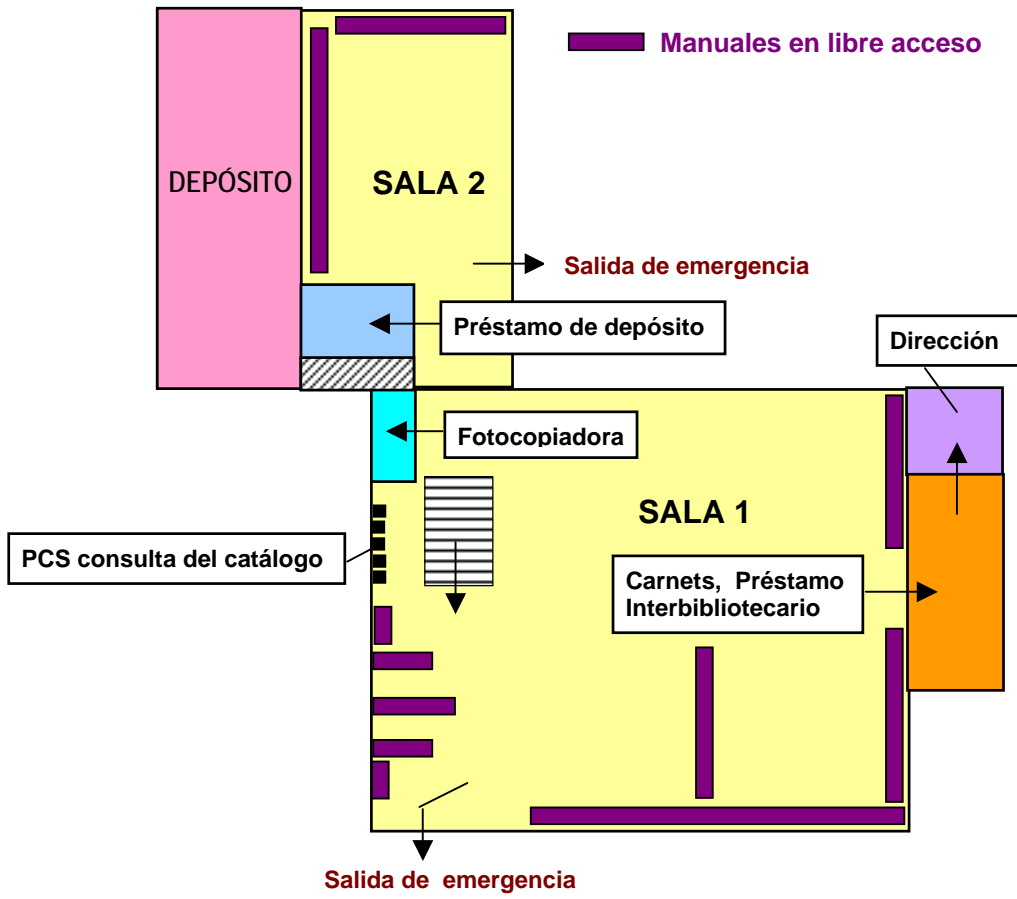 Manuales en libre acceso
DEPÓSITO
SALA 2
Salida de emergencia
Préstamo de depósito
Dirección
Fotocopiadora
SALA 1
PCS consulta del catálogo
Carnets, Préstamo
Interbibliotecario
Salida de emergencia